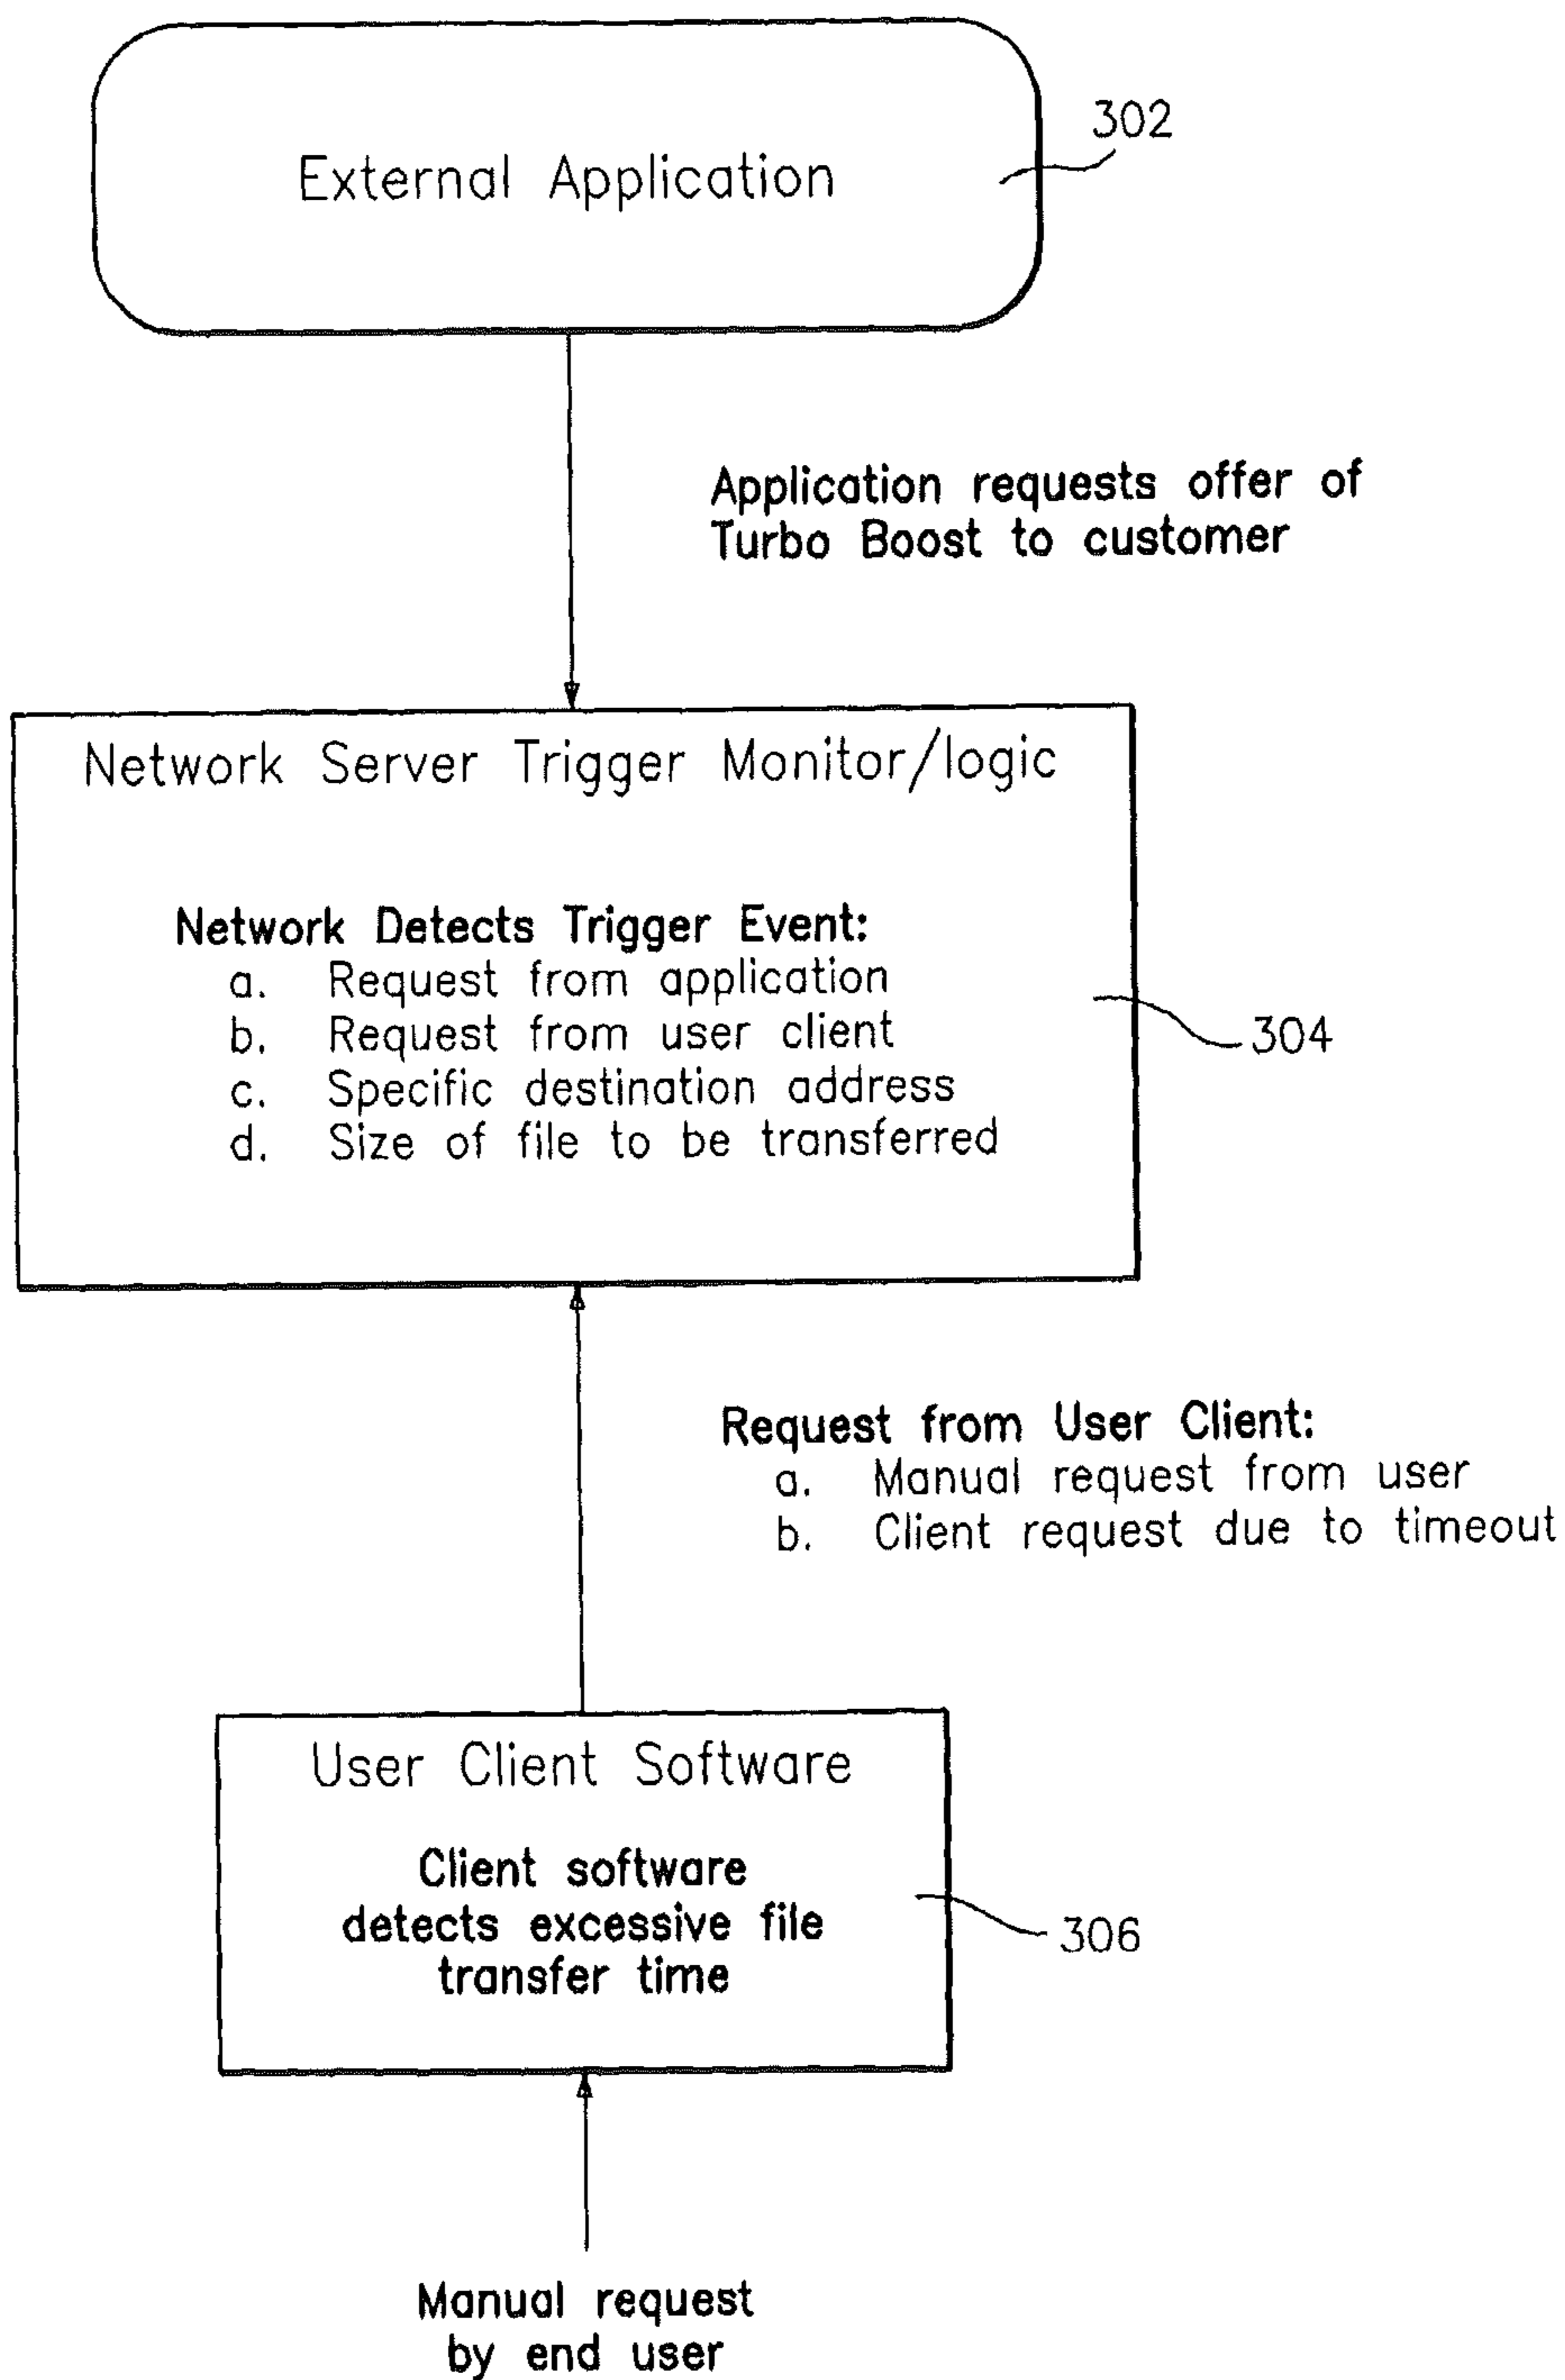 External Application
302
Application requests offer of
Turbo Boost to customer
Network Server Trigger Monitor/logic
Network Detects Trigger Event:
a. Request from application
b. Request from user client
c. Specific destination address
d. Size of file to be transferred
304
Request from User Client:
a. Manual request from user
b. Client request due to timeout
User Client Software
Client software
detects excessive file
transfer time
306
Manual request
by end user